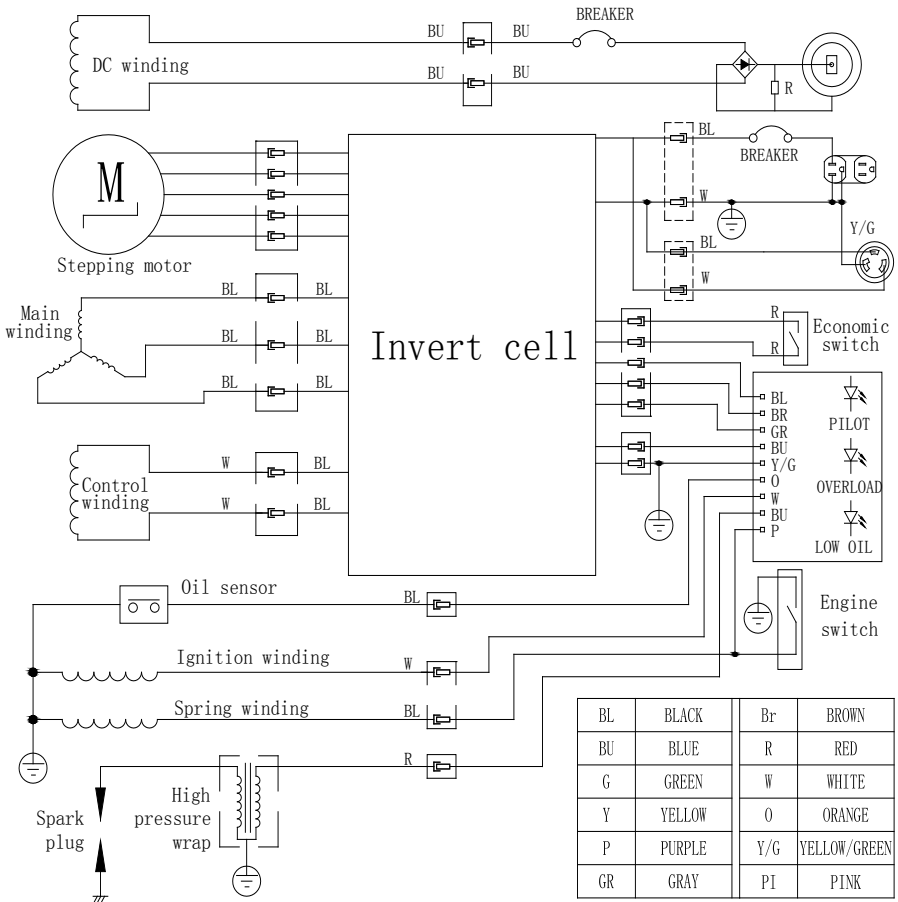 BREAKER
BU BU
DC winding
BU BU
R
BL
BREAKER
M
W
Y/G
Stepping motor
BL
W
BL BL
Main
winding
BL BL
BL BL
Invert cell
R
R
Economic
switch
BL
BR
GR
BU
Y/G
O
W
BU
P
PILOT
OVERLOAD
LOW OIL
W BL
Control
winding
W BL
Oil sensor
BL
Engine
switch
Ignition winding
W
Spring winding
BL
R
High
pressure
wrap
Spark
plug
BL BLACK Br BROWN
BU BLUE R RED
G GREEN W WHITE
Y YELLOW O ORANGE
P PURPLE Y/G YELLOW/GREEN
GR GRAY PI PINK